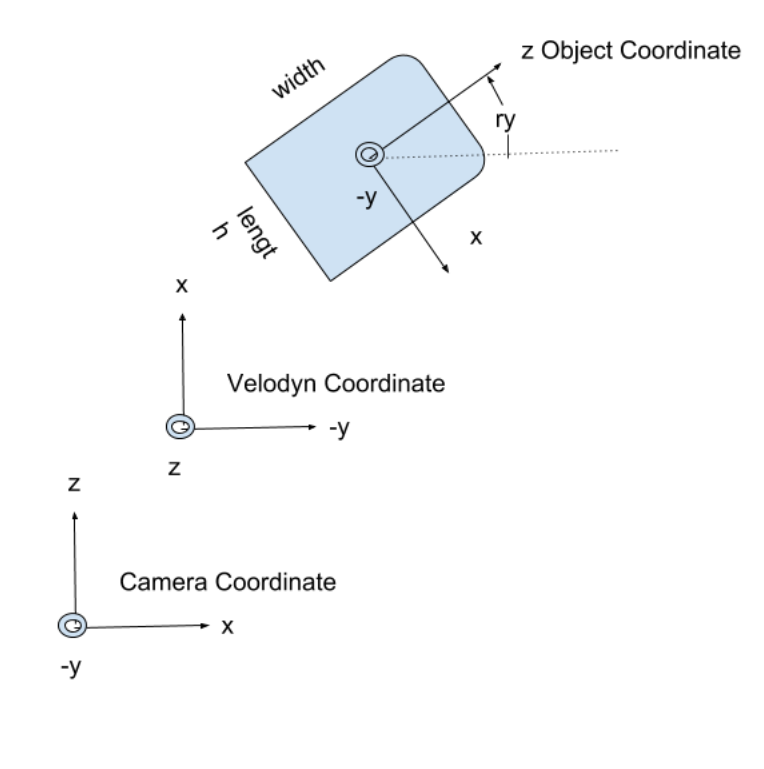 z Object Coordinate
width
ry
-y
x
lengt
h
x
Velodyn Coordinate
-y
z
z
Camera Coordinate
x
-y